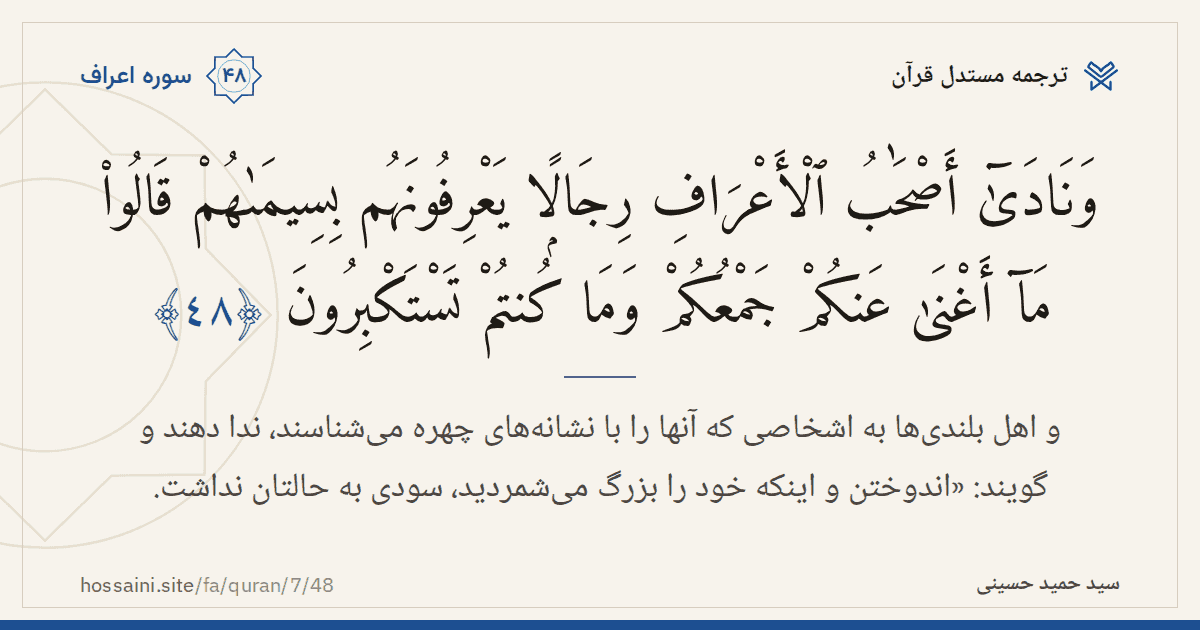 ترجمه مستدل قرآن
۴۸ سوره اعراف
وَنَادَىٰٓ أَصْحَٰبُ ٱلْأَعْرَافِ رِجَالًا يَعْرِفُونَهُم بِسِيمَىٰهُمْ قَالُوا۟
مَآ أَغْنَىٰ عَنكُمْ جَمْعُكُمْ وَمَا كُنتُمْ تَسْتَكْبِرُونَ ﴿٤٨﴾
و اهل بلندی‌ها به اشخاصی که آنها را با نشانه‌های چهره می‌شناسند، ندا دهند و
گویند: «اندوختن و اینکه خود را بزرگ می‌شمردید، سودی به حالتان نداشت.
سید حمید حسینی
hossaini.site/fa/quran/7/48